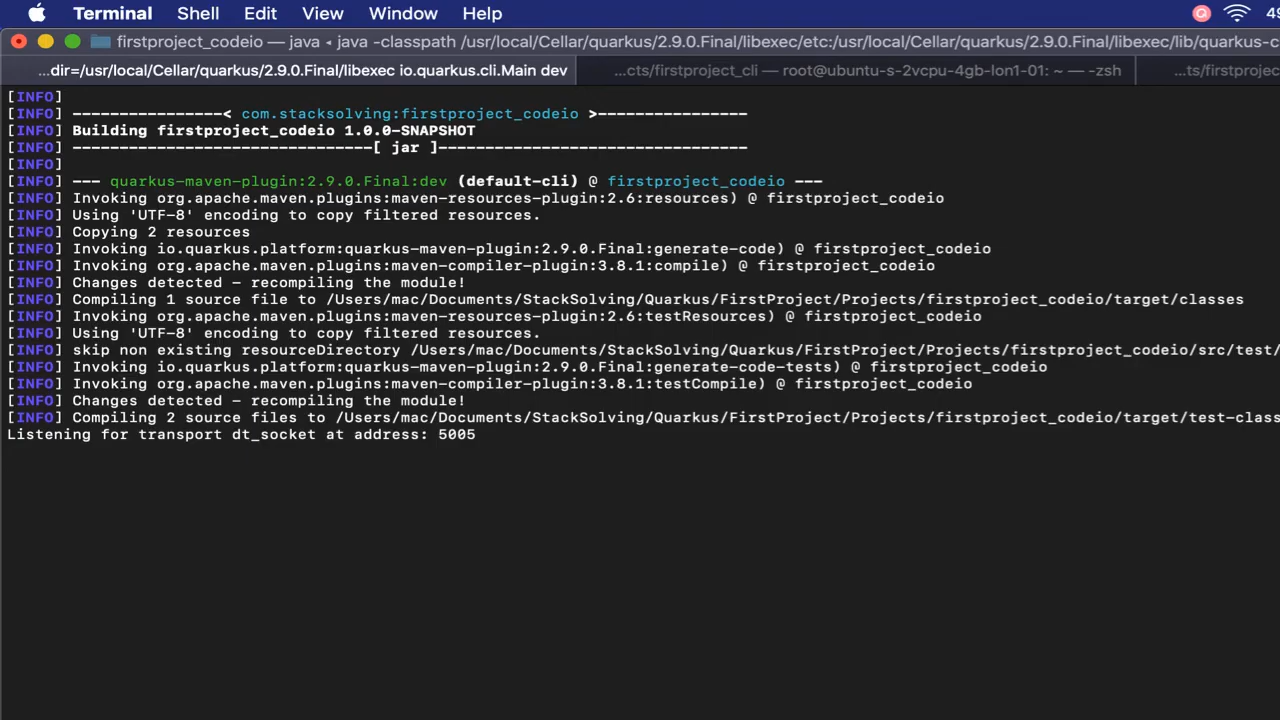 Terminal Shell Edit View Window Help
firstproject_codeio — java ◂ java -classpath /usr/local/Cellar/quarkus/2.9.0.Final/libexec/etc:/usr/local/Cellar/quarkus/2.9.0.Final/libexec/lib/quarkus-c
...dir=/usr/local/Cellar/quarkus/2.9.0.Final/libexec io.quarkus.cli.Main dev ...cts/firstproject_cli — root@ubuntu-s-2vcpu-4gb-lon1-01: ~ — -zsh ...ts/firstprojec
[INFO]
[INFO] ----------------< com.stacksolving:firstproject_codeio >----------------
[INFO] Building firstproject_codeio 1.0.0-SNAPSHOT
[INFO] --------------------------------[ jar ]---------------------------------
[INFO]
[INFO] --- quarkus-maven-plugin:2.9.0.Final:dev (default-cli) @ firstproject_codeio ---
[INFO] Invoking org.apache.maven.plugins:maven-resources-plugin:2.6:resources) @ firstproject_codeio
[INFO] Using 'UTF-8' encoding to copy filtered resources.
[INFO] Copying 2 resources
[INFO] Invoking io.quarkus.platform:quarkus-maven-plugin:2.9.0.Final:generate-code) @ firstproject_codeio
[INFO] Invoking org.apache.maven.plugins:maven-compiler-plugin:3.8.1:compile) @ firstproject_codeio
[INFO] Changes detected - recompiling the module!
[INFO] Compiling 1 source file to /Users/mac/Documents/StackSolving/Quarkus/FirstProject/Projects/firstproject_codeio/target/classes
[INFO] Invoking org.apache.maven.plugins:maven-resources-plugin:2.6:testResources) @ firstproject_codeio
[INFO] Using 'UTF-8' encoding to copy filtered resources.
[INFO] skip non existing resourceDirectory /Users/mac/Documents/StackSolving/Quarkus/FirstProject/Projects/firstproject_codeio/src/test/
[INFO] Invoking io.quarkus.platform:quarkus-maven-plugin:2.9.0.Final:generate-code-tests) @ firstproject_codeio
[INFO] Invoking org.apache.maven.plugins:maven-compiler-plugin:3.8.1:testCompile) @ firstproject_codeio
[INFO] Changes detected - recompiling the module!
[INFO] Compiling 2 source files to /Users/mac/Documents/StackSolving/Quarkus/FirstProject/Projects/firstproject_codeio/target/test-class
Listening for transport dt_socket at address: 5005